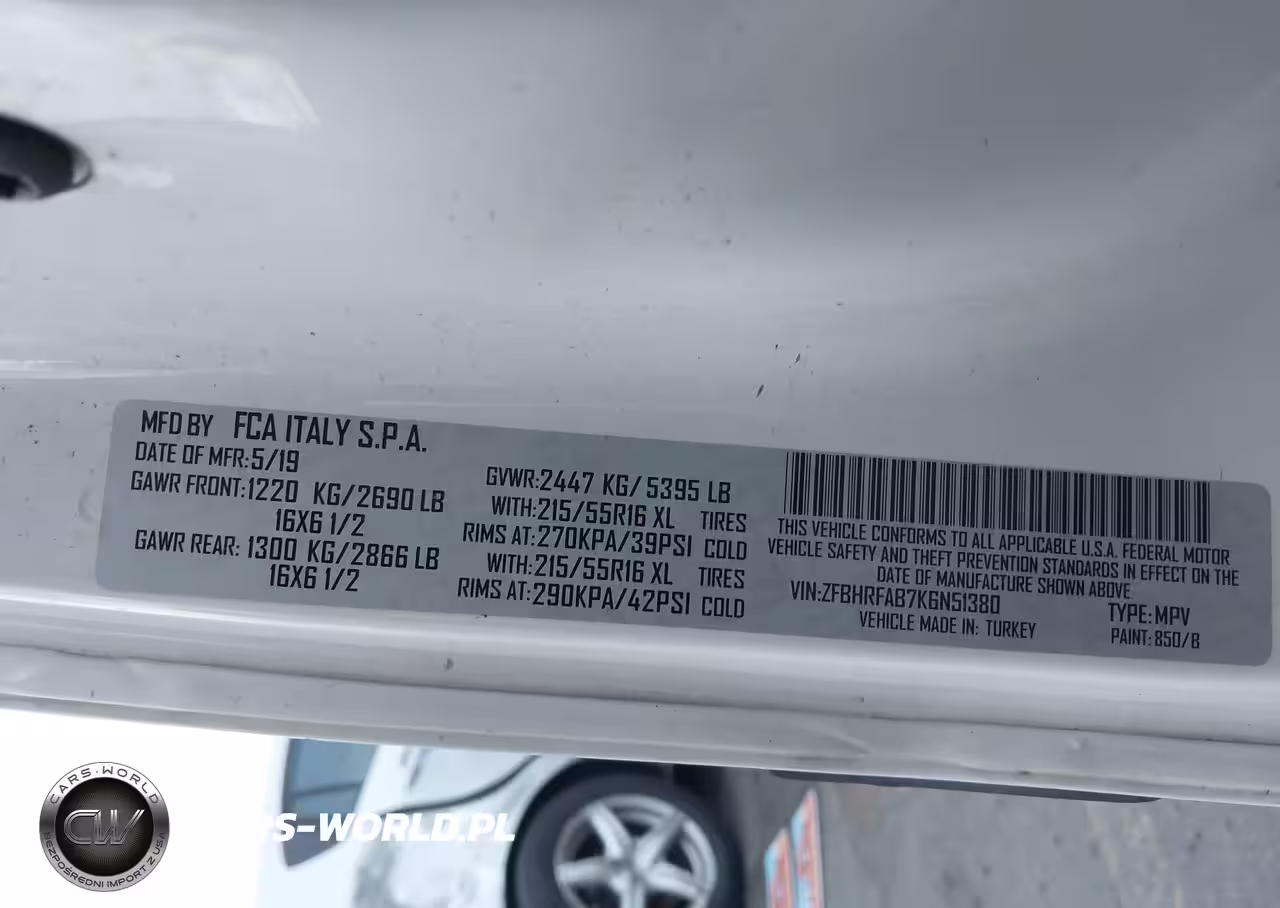 MFD BY FCA ITALY S.P.A.
DATE OF MFR:5/19
GAWR FRONT:1220 KG/2690 LB
16X6 1/2
GAWR REAR: 1300 KG/2866 LB
16X6 1/2
GVWR:2447 KG/ 5395 LB
WITH:215/55R16 XL TIRES
RIMS AT:270KPA/39PSI COLD
WITH:215/55R16 XL TIRES
RIMS AT:290KPA/42PSI COLD
THIS VEHICLE CONFORMS TO ALL APPLICABLE U.S.A. FEDERAL MOTOR
VEHICLE SAFETY AND THEFT PREVENTION STANDARDS IN EFFECT ON THE
DATE OF MANUFACTURE SHOWN ABOVE
VIN:ZFBHRFAB7K6N51380 TYPE:MPV
VEHICLE MADE IN: TURKEY PAINT:850/B
CARS-WORLD
CW
BEZPOŚREDNI IMPORT Z USA
RS-WORLD.PL